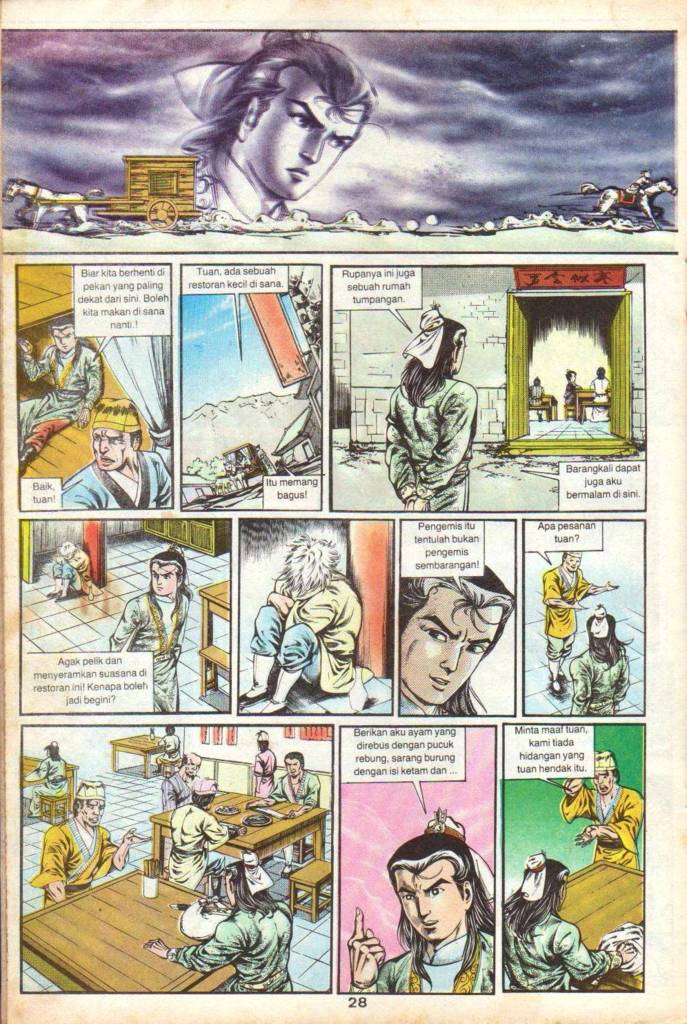 Biar kita berhenti di
pekan yang paling
dekat dari sini. Boleh
kita makan di sana
nanti.!
Baik,
tuan!
Tuan, ada sebuah
restoran kecil di sana.
Itu memang
bagus!
Rupanya ini juga
sebuah rumah
tumpangan.
Barangkali dapat
juga aku
bermalam di sini.
Agak pelik dan
menyeramkan suasana di
restoran ini! Kenapa boleh
jadi begini?
Pengemis itu
tentulah bukan
pengemis
sembarangan!
Apa pesanan
tuan?
Berikan aku ayam yang
direbus dengan pucuk
rebung, sarang burung
dengan isi ketam dan ...
Minta maaf tuan,
kami tiada
hidangan yang
tuan hendak itu.
28